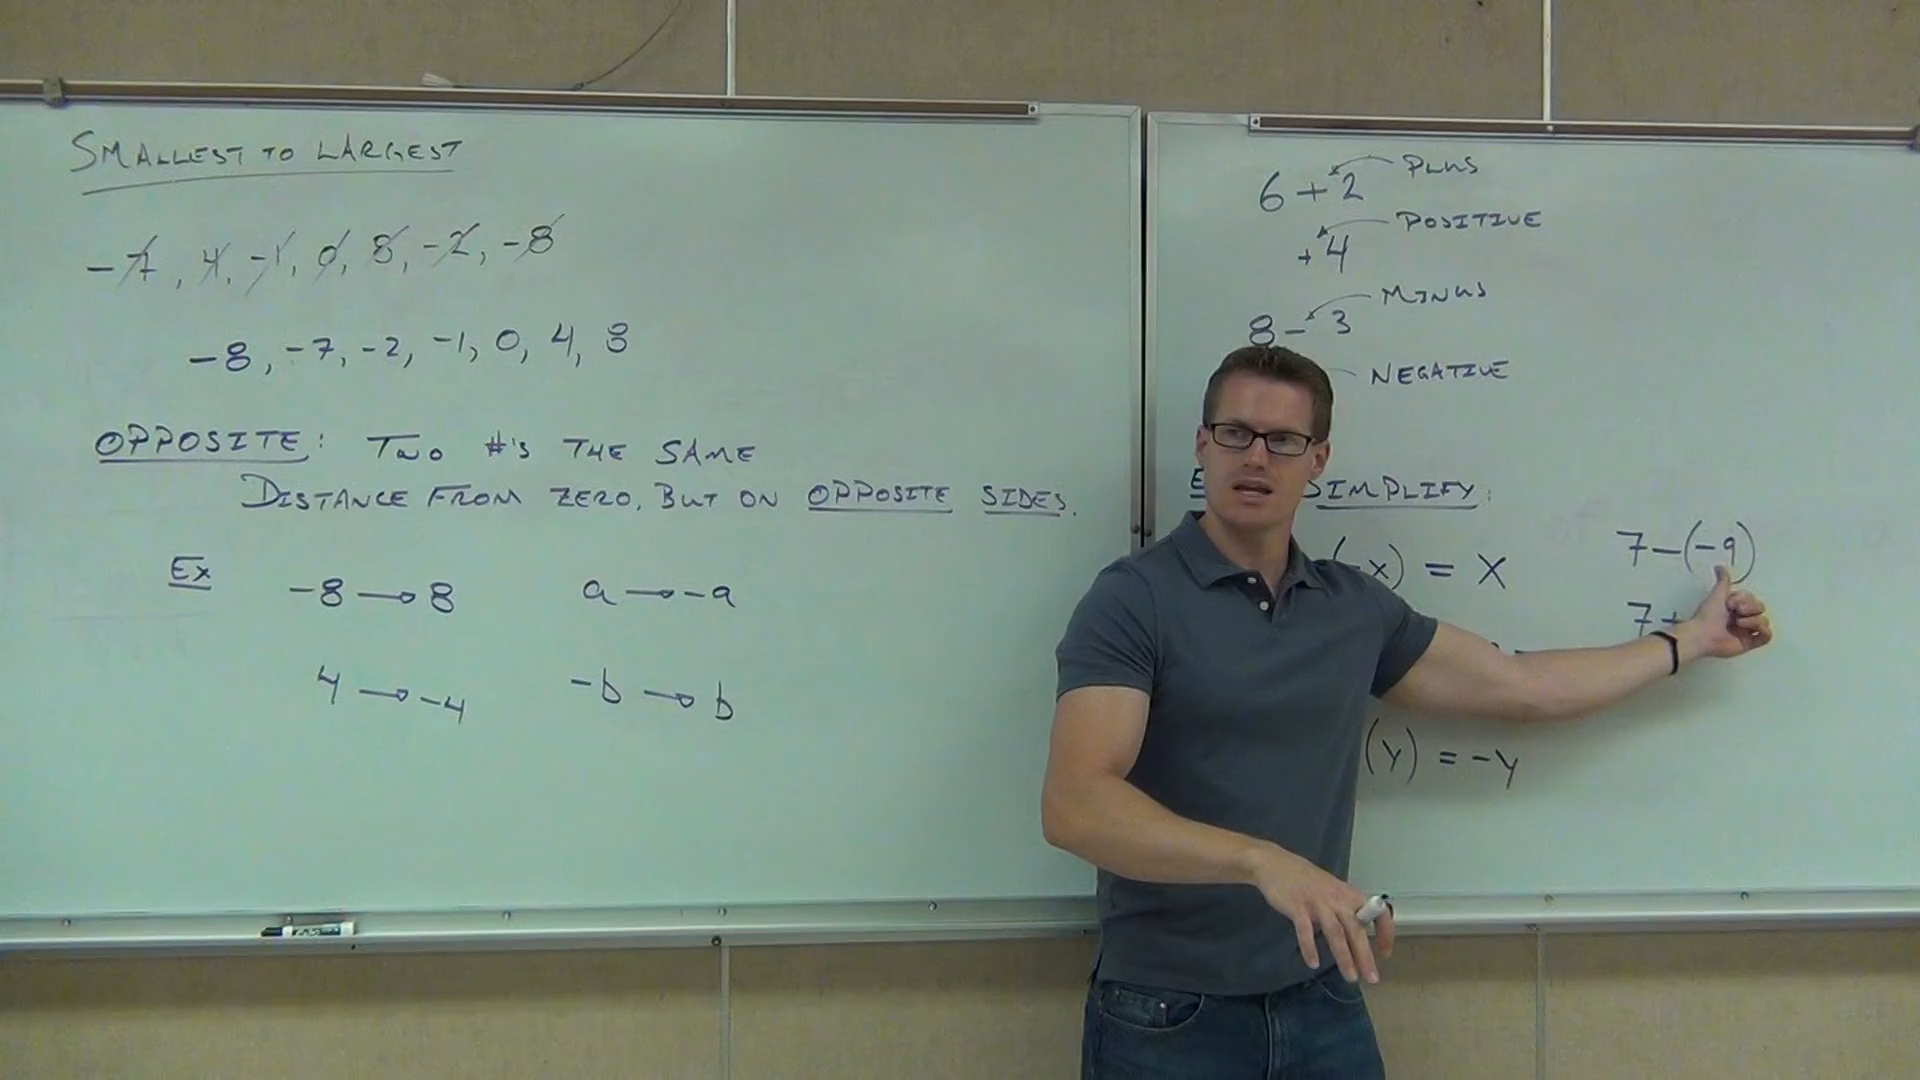 SMALLEST TO LARGEST
-7, 4, -1, 0, 8, -2, -8
-8, -7, -2, -1, 0, 4, 8
OPPOSITE: TWO #'S THE SAME
DISTANCE FROM ZERO, BUT ON OPPOSITE SIDES.
Ex -8 → 8 a → -a
4 → -4 -b → b
6 + 2 PLUS
+4 POSITIVE
8 - 3 MINUS
NEGATIVE
SIMPLIFY:
x) = X
(y) = -y
7-(-9)
7+